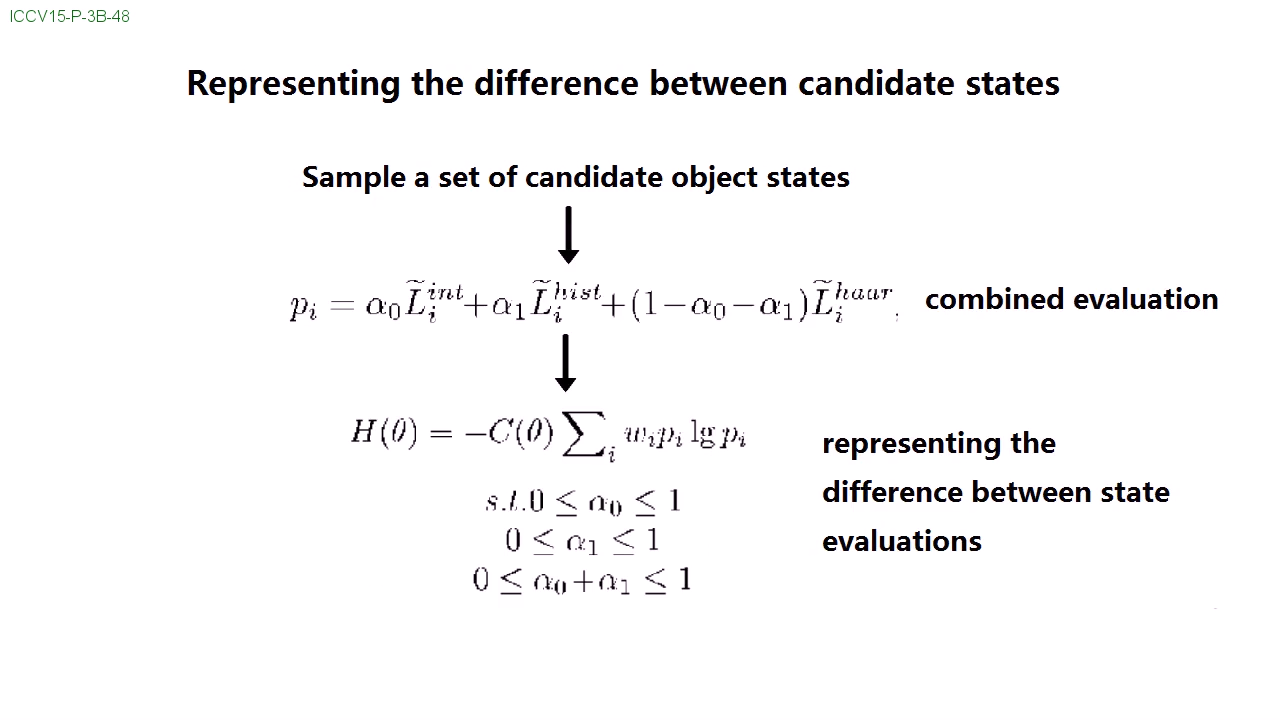 ICCV15-P-3B-48
Representing the difference between candidate states
Sample a set of candidate object states
p_i = α_0 L̃_i^{int} + α_1 L̃_i^{hist} + (1−α_0−α_1) L̃_i^{haar}, combined evaluation
H(θ) = −C(θ) ∑_i w_i p_i lg p_i
representing the
s.t. 0 ≤ α_0 ≤ 1
difference between state
0 ≤ α_1 ≤ 1
evaluations
0 ≤ α_0 + α_1 ≤ 1